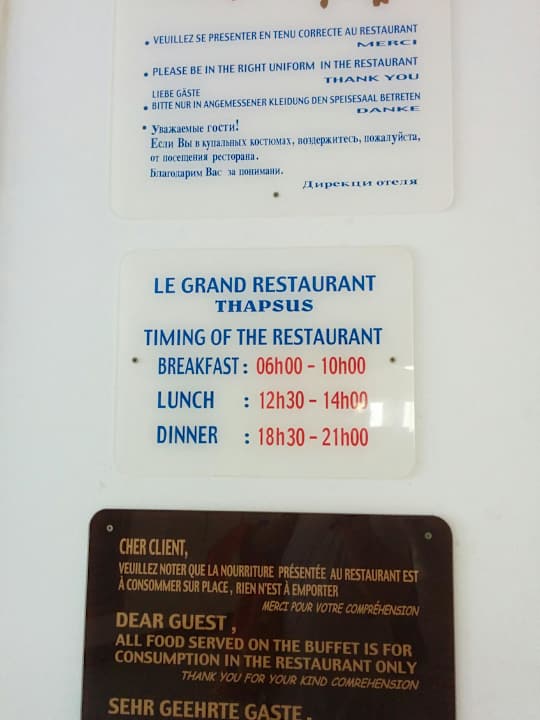 • VEUILLEZ SE PRESENTER EN TENU CORRECTE AU RESTAURANT
MERCI
• PLEASE BE IN THE RIGHT UNIFORM IN THE RESTAURANT
THANK YOU
LIEBE GÄSTE
• BITTE NUR IN ANGEMESSENER KLEIDUNG DEN SPEISESAAL BETRETEN
DANKE
• Уважаемые гости!
Если Вы в купальных костюмах, воздержитесь, пожалуйста,
от посещения ресторана.
Благодарим Вас за понимани.
Дирекци отеля
LE GRAND RESTAURANT
THAPSUS
TIMING OF THE RESTAURANT
BREAKFAST : 06h00 - 10h00
LUNCH : 12h30 - 14h00
DINNER : 18h30 - 21h00
CHER CLIENT,
VEUILLEZ NOTER QUE LA NOURRITURE PRÉSENTÉE AU RESTAURANT EST
À CONSOMMER SUR PLACE, RIEN N'EST À EMPORTER
MERCI POUR VOTRE COMPRÉHENSION
DEAR GUEST ,
ALL FOOD SERVED ON THE BUFFET IS FOR
CONSUMPTION IN THE RESTAURANT ONLY
THANK YOU FOR YOUR KIND COMREHENSION
SEHR GEEHRTE GASTE .